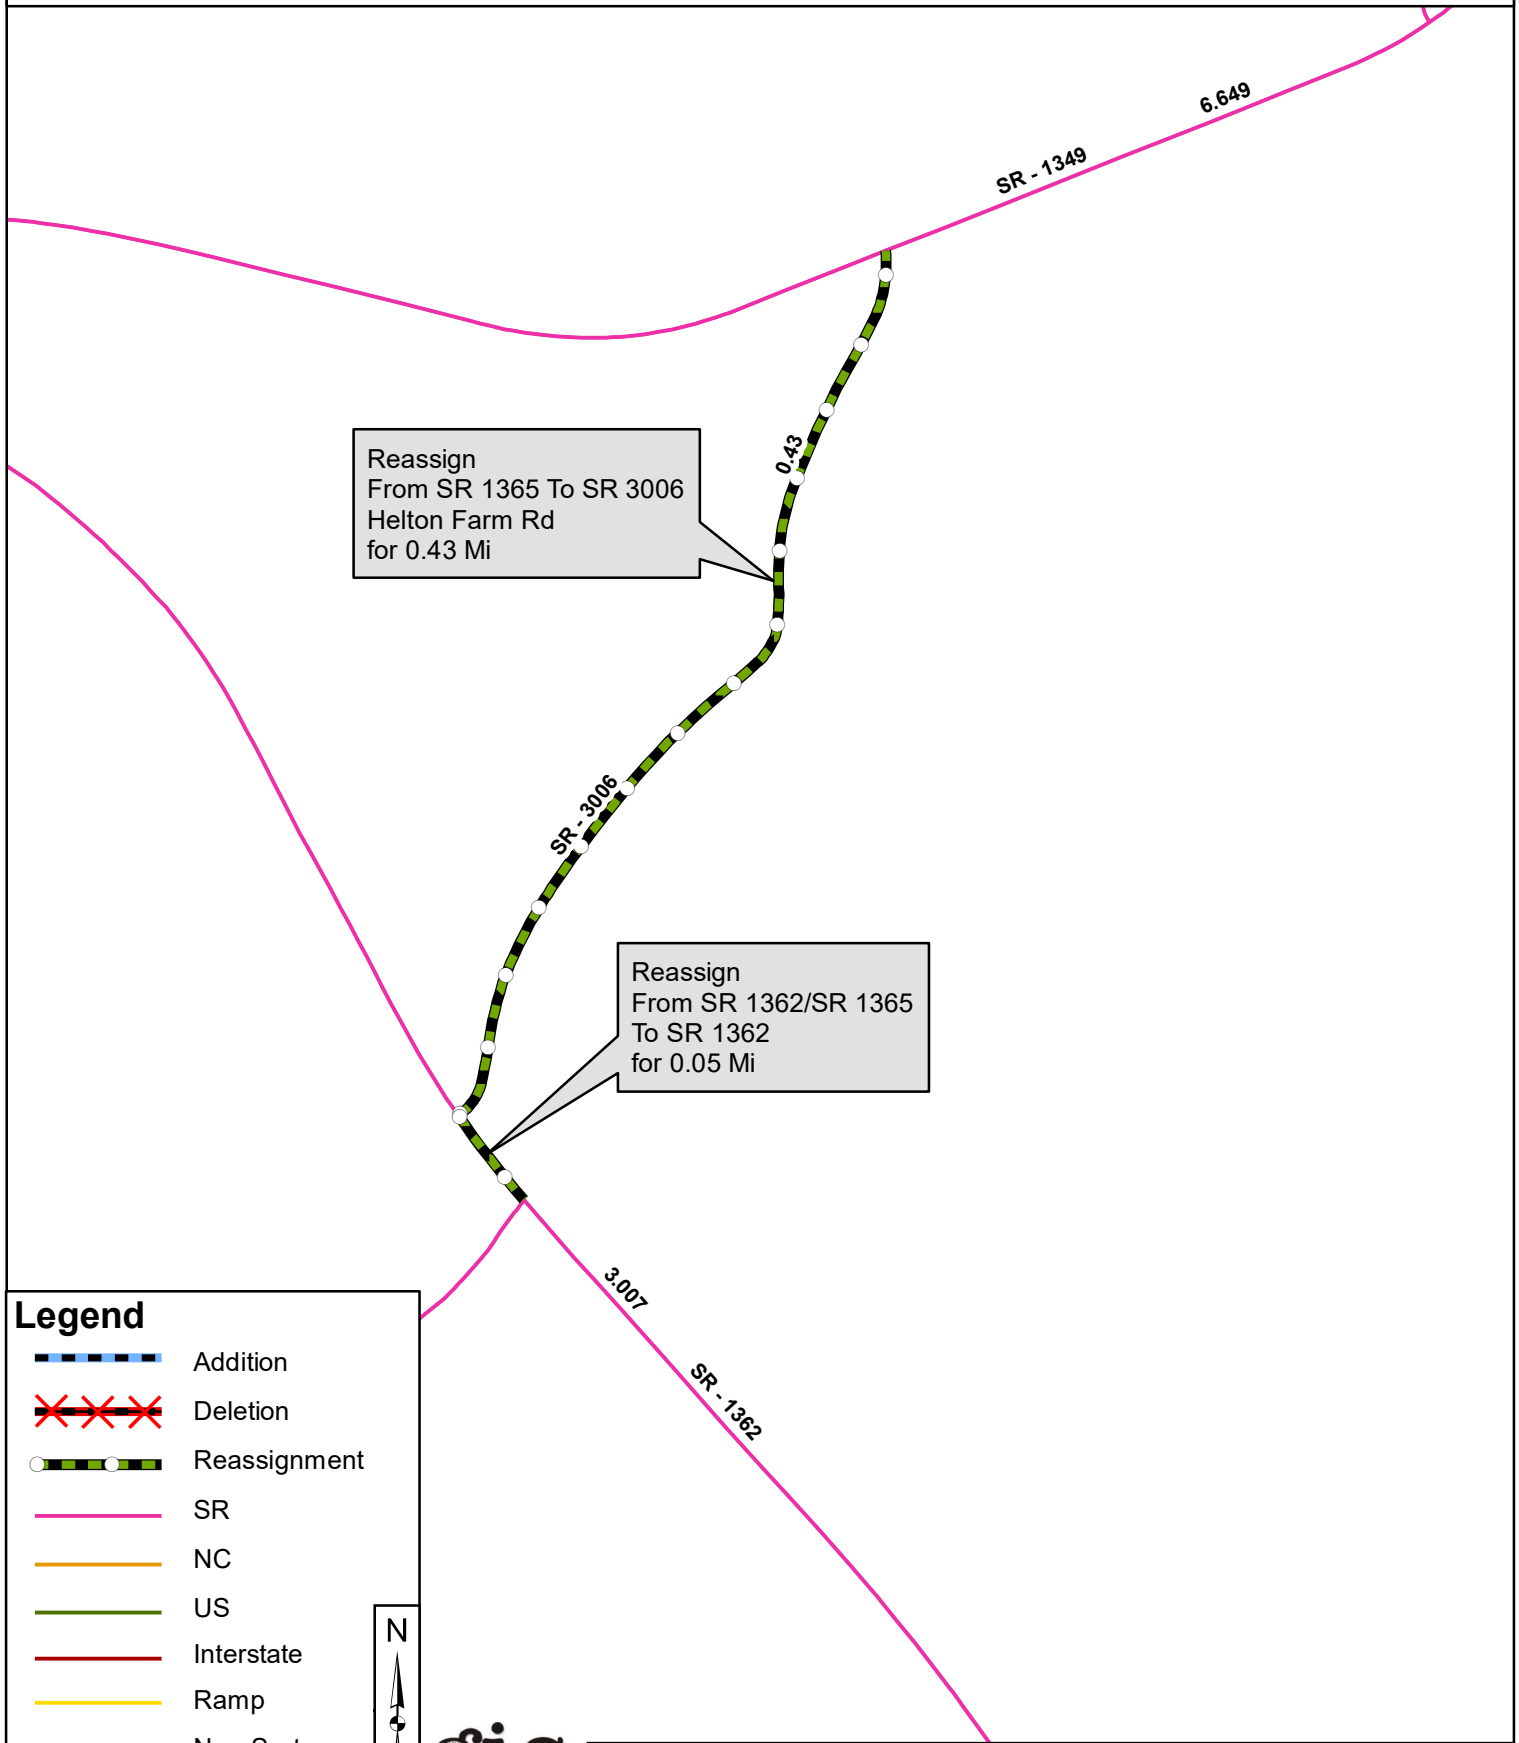 6.649
SR - 1349
0.43
Reassign
From SR 1365 To SR 3006
Helton Farm Rd
for 0.43 Mi
SR - 3006
Reassign
From SR 1362/SR 1365
To SR 1362
for 0.05 Mi
3.007
SR - 1362
Legend
Addition
Deletion
Reassignment
SR
NC
US
Interstate
Ramp
N